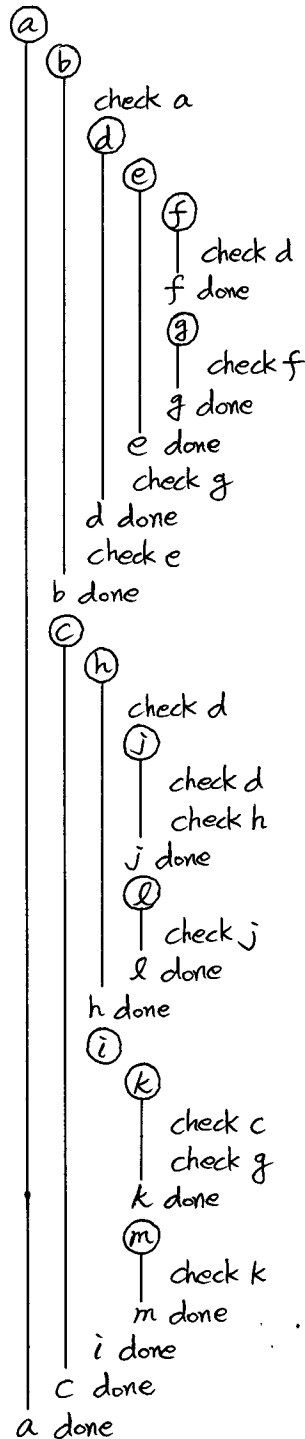 a
b
check a
d
e
f
check d
f done
g
check f
g done
e done
check g
d done
check e
b done
c
h
check d
j
check d
check h
j done
l
check j
l done
h done
i
k
check c
check g
k done
m
check k
m done
i done
c done
a done